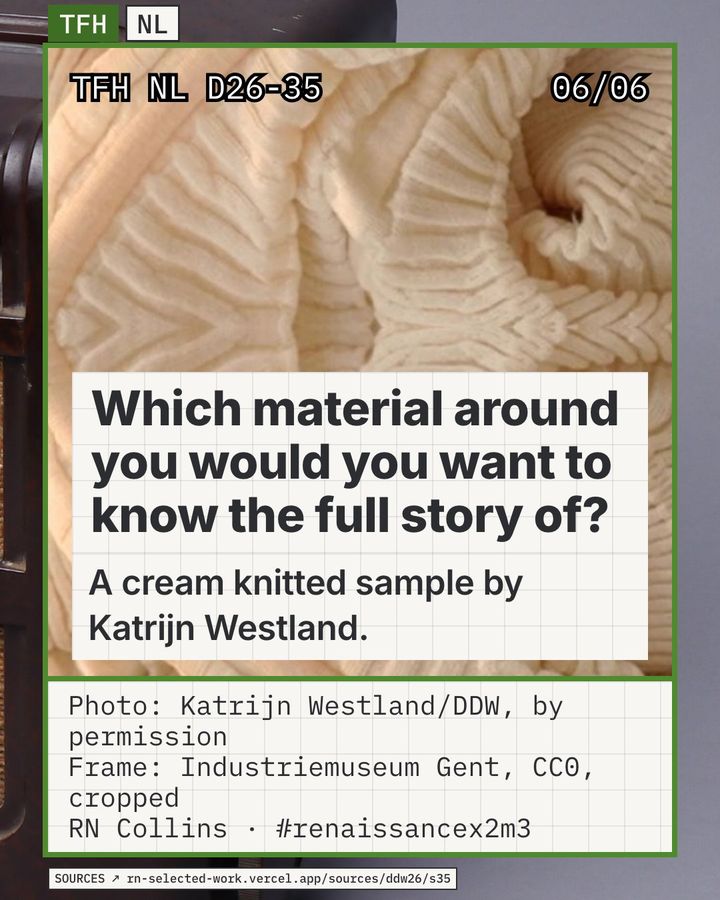 TFH NL
TFH NL D26-35 06/06
Which material around
you would you want to
know the full story of?
A cream knitted sample by
Katrijn Westland.
Photo: Katrijn Westland/DDW, by
permission
Frame: Industriemuseum Gent, CC0,
cropped
RN Collins · #renaissancex2m3
SOURCES ↗ rn-selected-work.vercel.app/sources/ddw26/s35